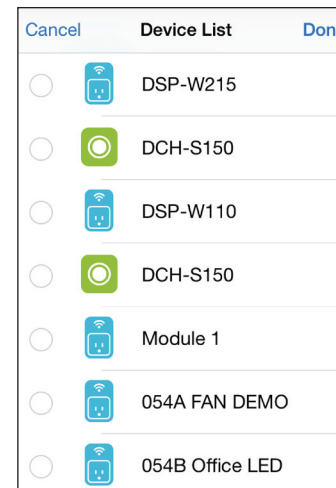 Cancel Device List Don
DSP-W215
DCH-S150
DSP-W110
DCH-S150
Module 1
054A FAN DEMO
054B Office LED